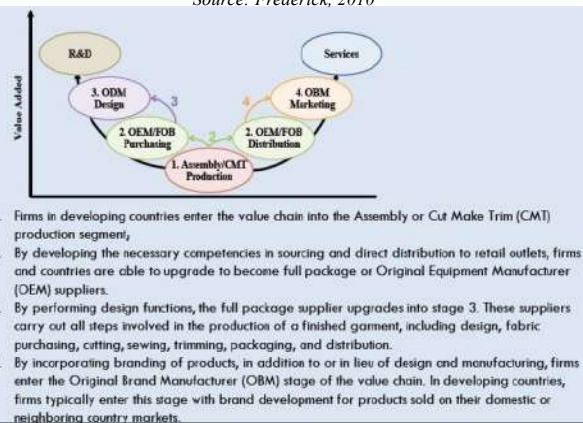 Source: Frederick, 2010
Value Added
R&D
Services
3. ODM
Design
3
4
4. OBM
Marketing
2. OEM/FOB
Purchasing
2
2. OEM/FOB
Distribution
1. Assembly/CMT
Production
Firms in developing countries enter the value chain into the Assembly or Cut Make Trim (CMT)
production segment,
By developing the necessary competencies in sourcing and direct distribution to retail outlets, firms
and countries are able to upgrade to become full package or Original Equipment Manufacturer
(OEM) suppliers.
By performing design functions, the full package supplier upgrades into stage 3. These suppliers
carry out all steps involved in the production of a finished garment, including design, fabric
purchasing, cutting, sewing, trimming, packaging, and distribution.
By incorporating branding of products, in addition to or in lieu of design and manufacturing, firms
enter the Original Brand Manufacturer (OBM) stage of the value chain. In developing countries,
firms typically enter this stage with brand development for products sold on their domestic or
neighboring country markets.